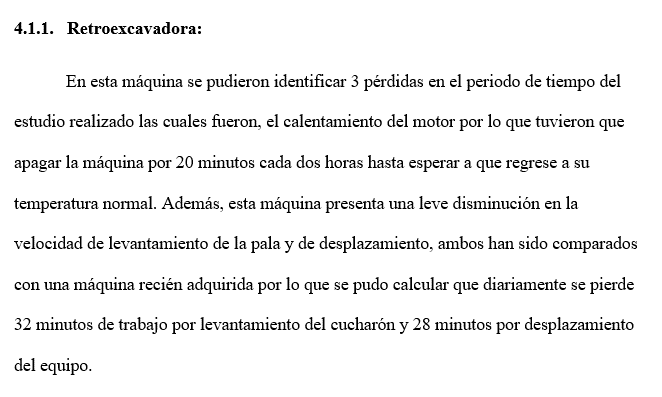 4.1.1. Retroexcavadora:
En esta máquina se pudieron identificar 3 pérdidas en el periodo de tiempo del
estudio realizado las cuales fueron, el calentamiento del motor por lo que tuvieron que
apagar la máquina por 20 minutos cada dos horas hasta esperar a que regrese a su
temperatura normal. Además, esta máquina presenta una leve disminución en la
velocidad de levantamiento de la pala y de desplazamiento, ambos han sido comparados
con una máquina recién adquirida por lo que se pudo calcular que diariamente se pierde
32 minutos de trabajo por levantamiento del cucharón y 28 minutos por desplazamiento
del equipo.